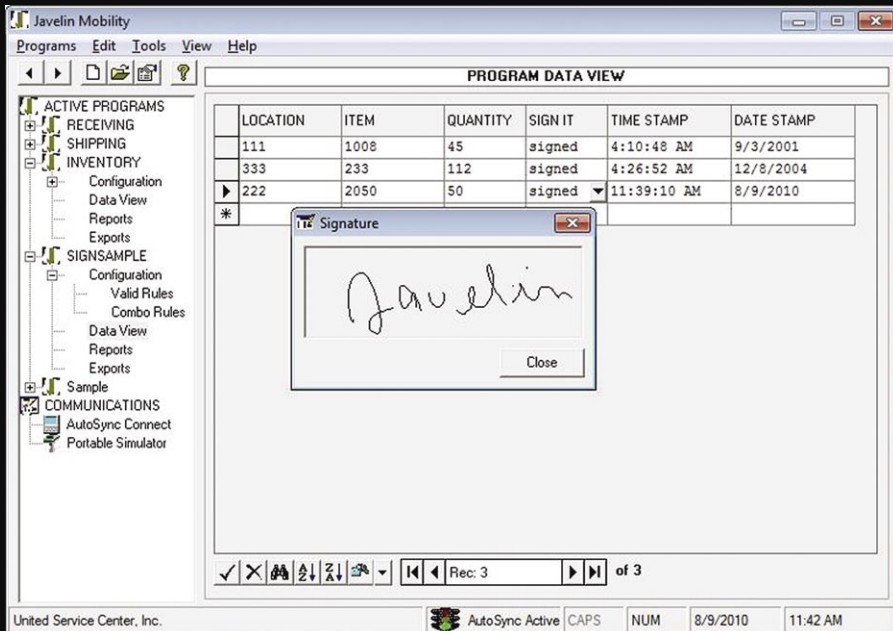 Javelin Mobility
Programs Edit Tools View Help
PROGRAM DATA VIEW
ACTIVE PROGRAMS
RECEIVING
SHIPPING
INVENTORY
Configuration
Data View
Reports
Exports
SIGNSAMPLE
Configuration
Valid Rules
Combo Rules
Data View
Reports
Exports
Sample
COMMUNICATIONS
AutoSync Connect
Portable Simulator
LOCATION ITEM QUANTITY SIGN IT TIME STAMP DATE STAMP
111 1008 45 signed 4:10:48 AM 9/3/2001
333 233 112 signed 4:26:52 AM 12/8/2004
222 2050 50 signed 11:39:10 AM 8/9/2010
*
Signature
Javelin
Close
Rec: 3 of 3
United Service Center, Inc. AutoSync Active CAPS NUM 8/9/2010 11:42 AM